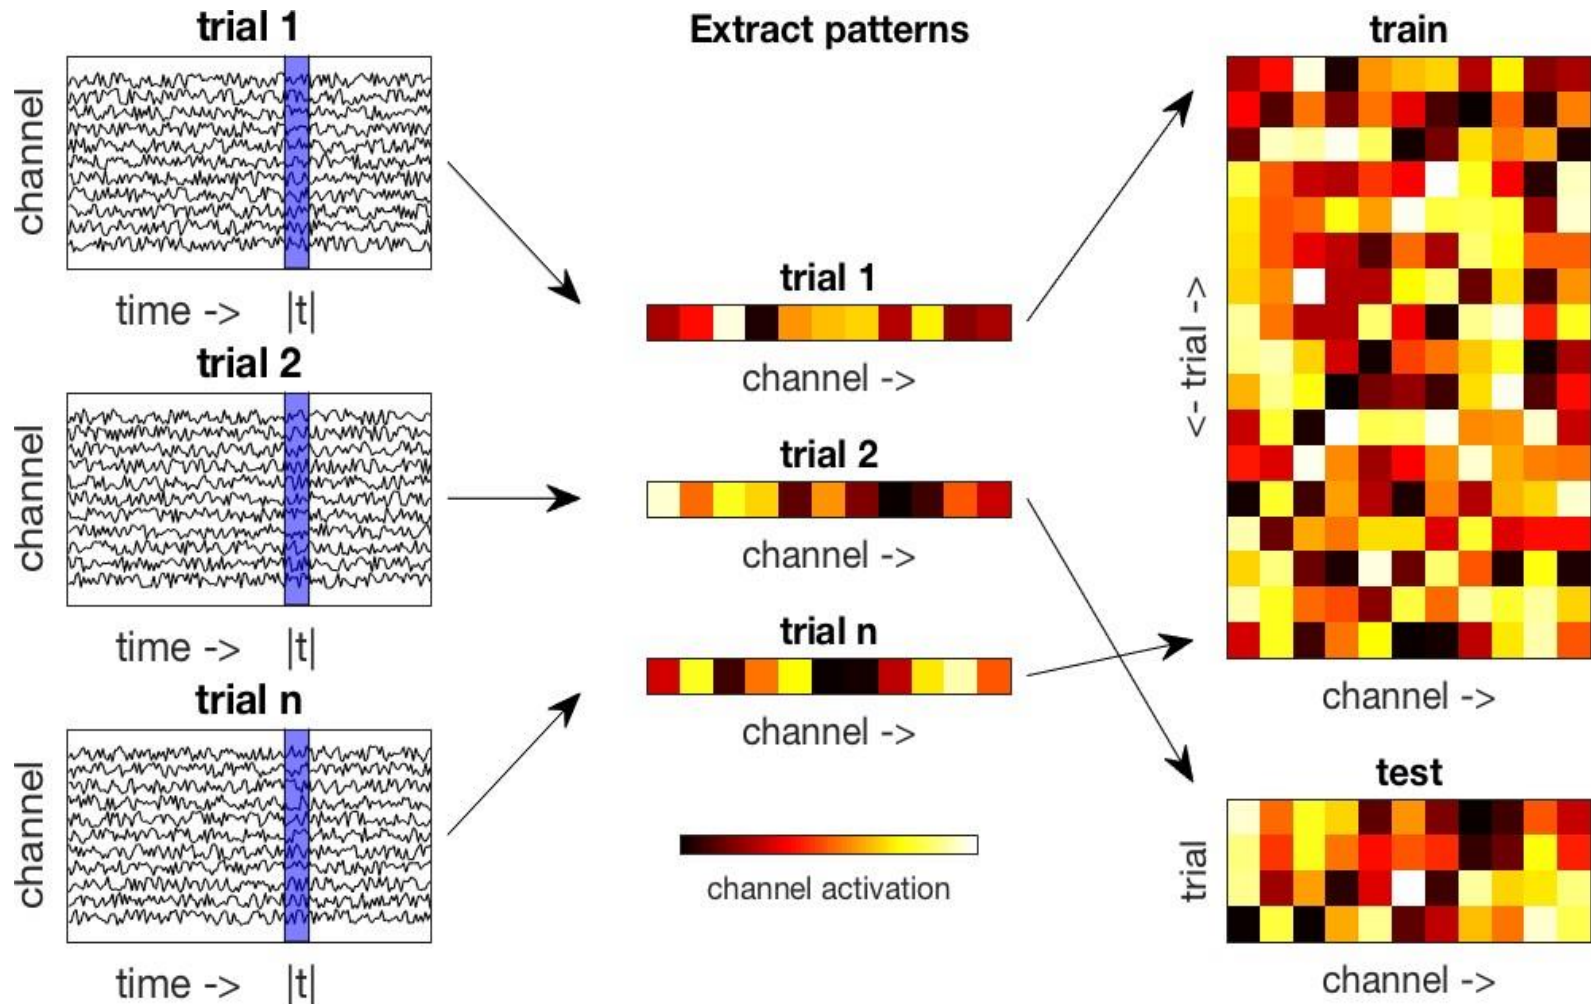 trial 1
channel
time -> |t|
trial 2
channel
time -> |t|
trial n
channel
time -> |t|
Extract patterns
trial 1
channel ->
trial 2
channel ->
trial n
channel ->
channel activation
train
<- trial ->
channel ->
test
trial
channel ->